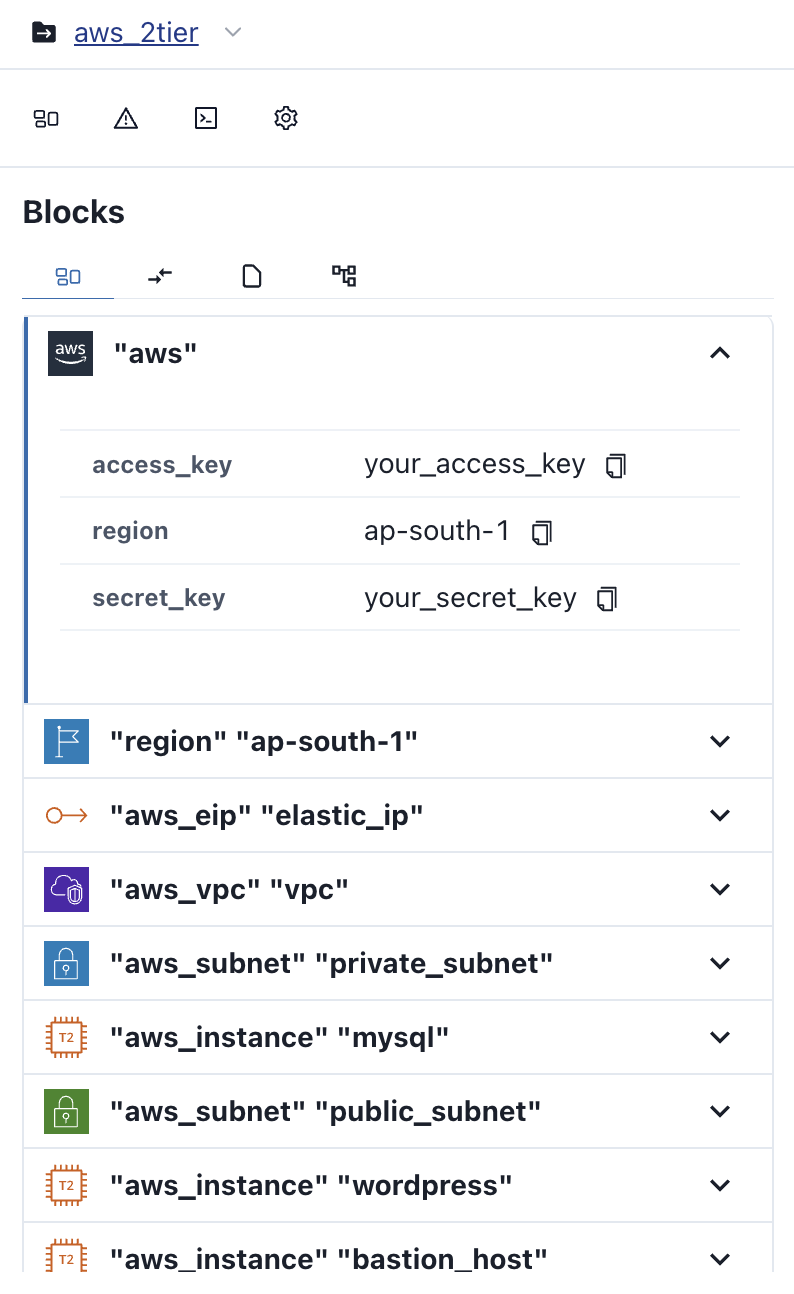 aws_2tier
Blocks
aws "aws"
access_key your_access_key
region ap-south-1
secret_key your_secret_key
"region" "ap-south-1"
"aws_eip" "elastic_ip"
"aws_vpc" "vpc"
"aws_subnet" "private_subnet"
T2 "aws_instance" "mysql"
"aws_subnet" "public_subnet"
T2 "aws_instance" "wordpress"
T2 "aws_instance" "bastion_host"